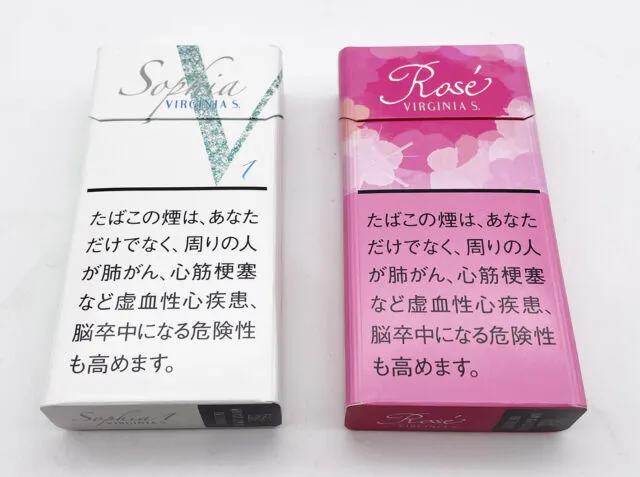 Sophia
VIRGINIA S.
V
1
たばこの煙は、あなた
だけでなく、周りの人
が肺がん、心筋梗塞
など虚血性心疾患、
脳卒中になる危険性
も高めます。
Sophia 1
VIRGINIA S.
Rosé
VIRGINIA S.
たばこの煙は、あなた
だけでなく、周りの人
が肺がん、心筋梗塞
など虚血性心疾患、
脳卒中になる危険性
も高めます。
Rosé
VIRGINIA S.